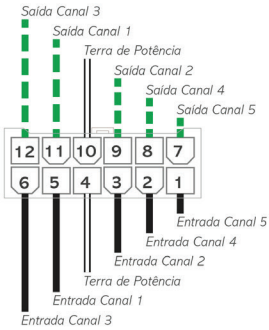 Saída Canal 3
Saída Canal 1
Terra de Potência
Saída Canal 2
Saída Canal 4
Saída Canal 5
12 11 10 9 8 7
6 5 4 3 2 1
Entrada Canal 5
Entrada Canal 4
Entrada Canal 2
Terra de Potência
Entrada Canal 1
Entrada Canal 3